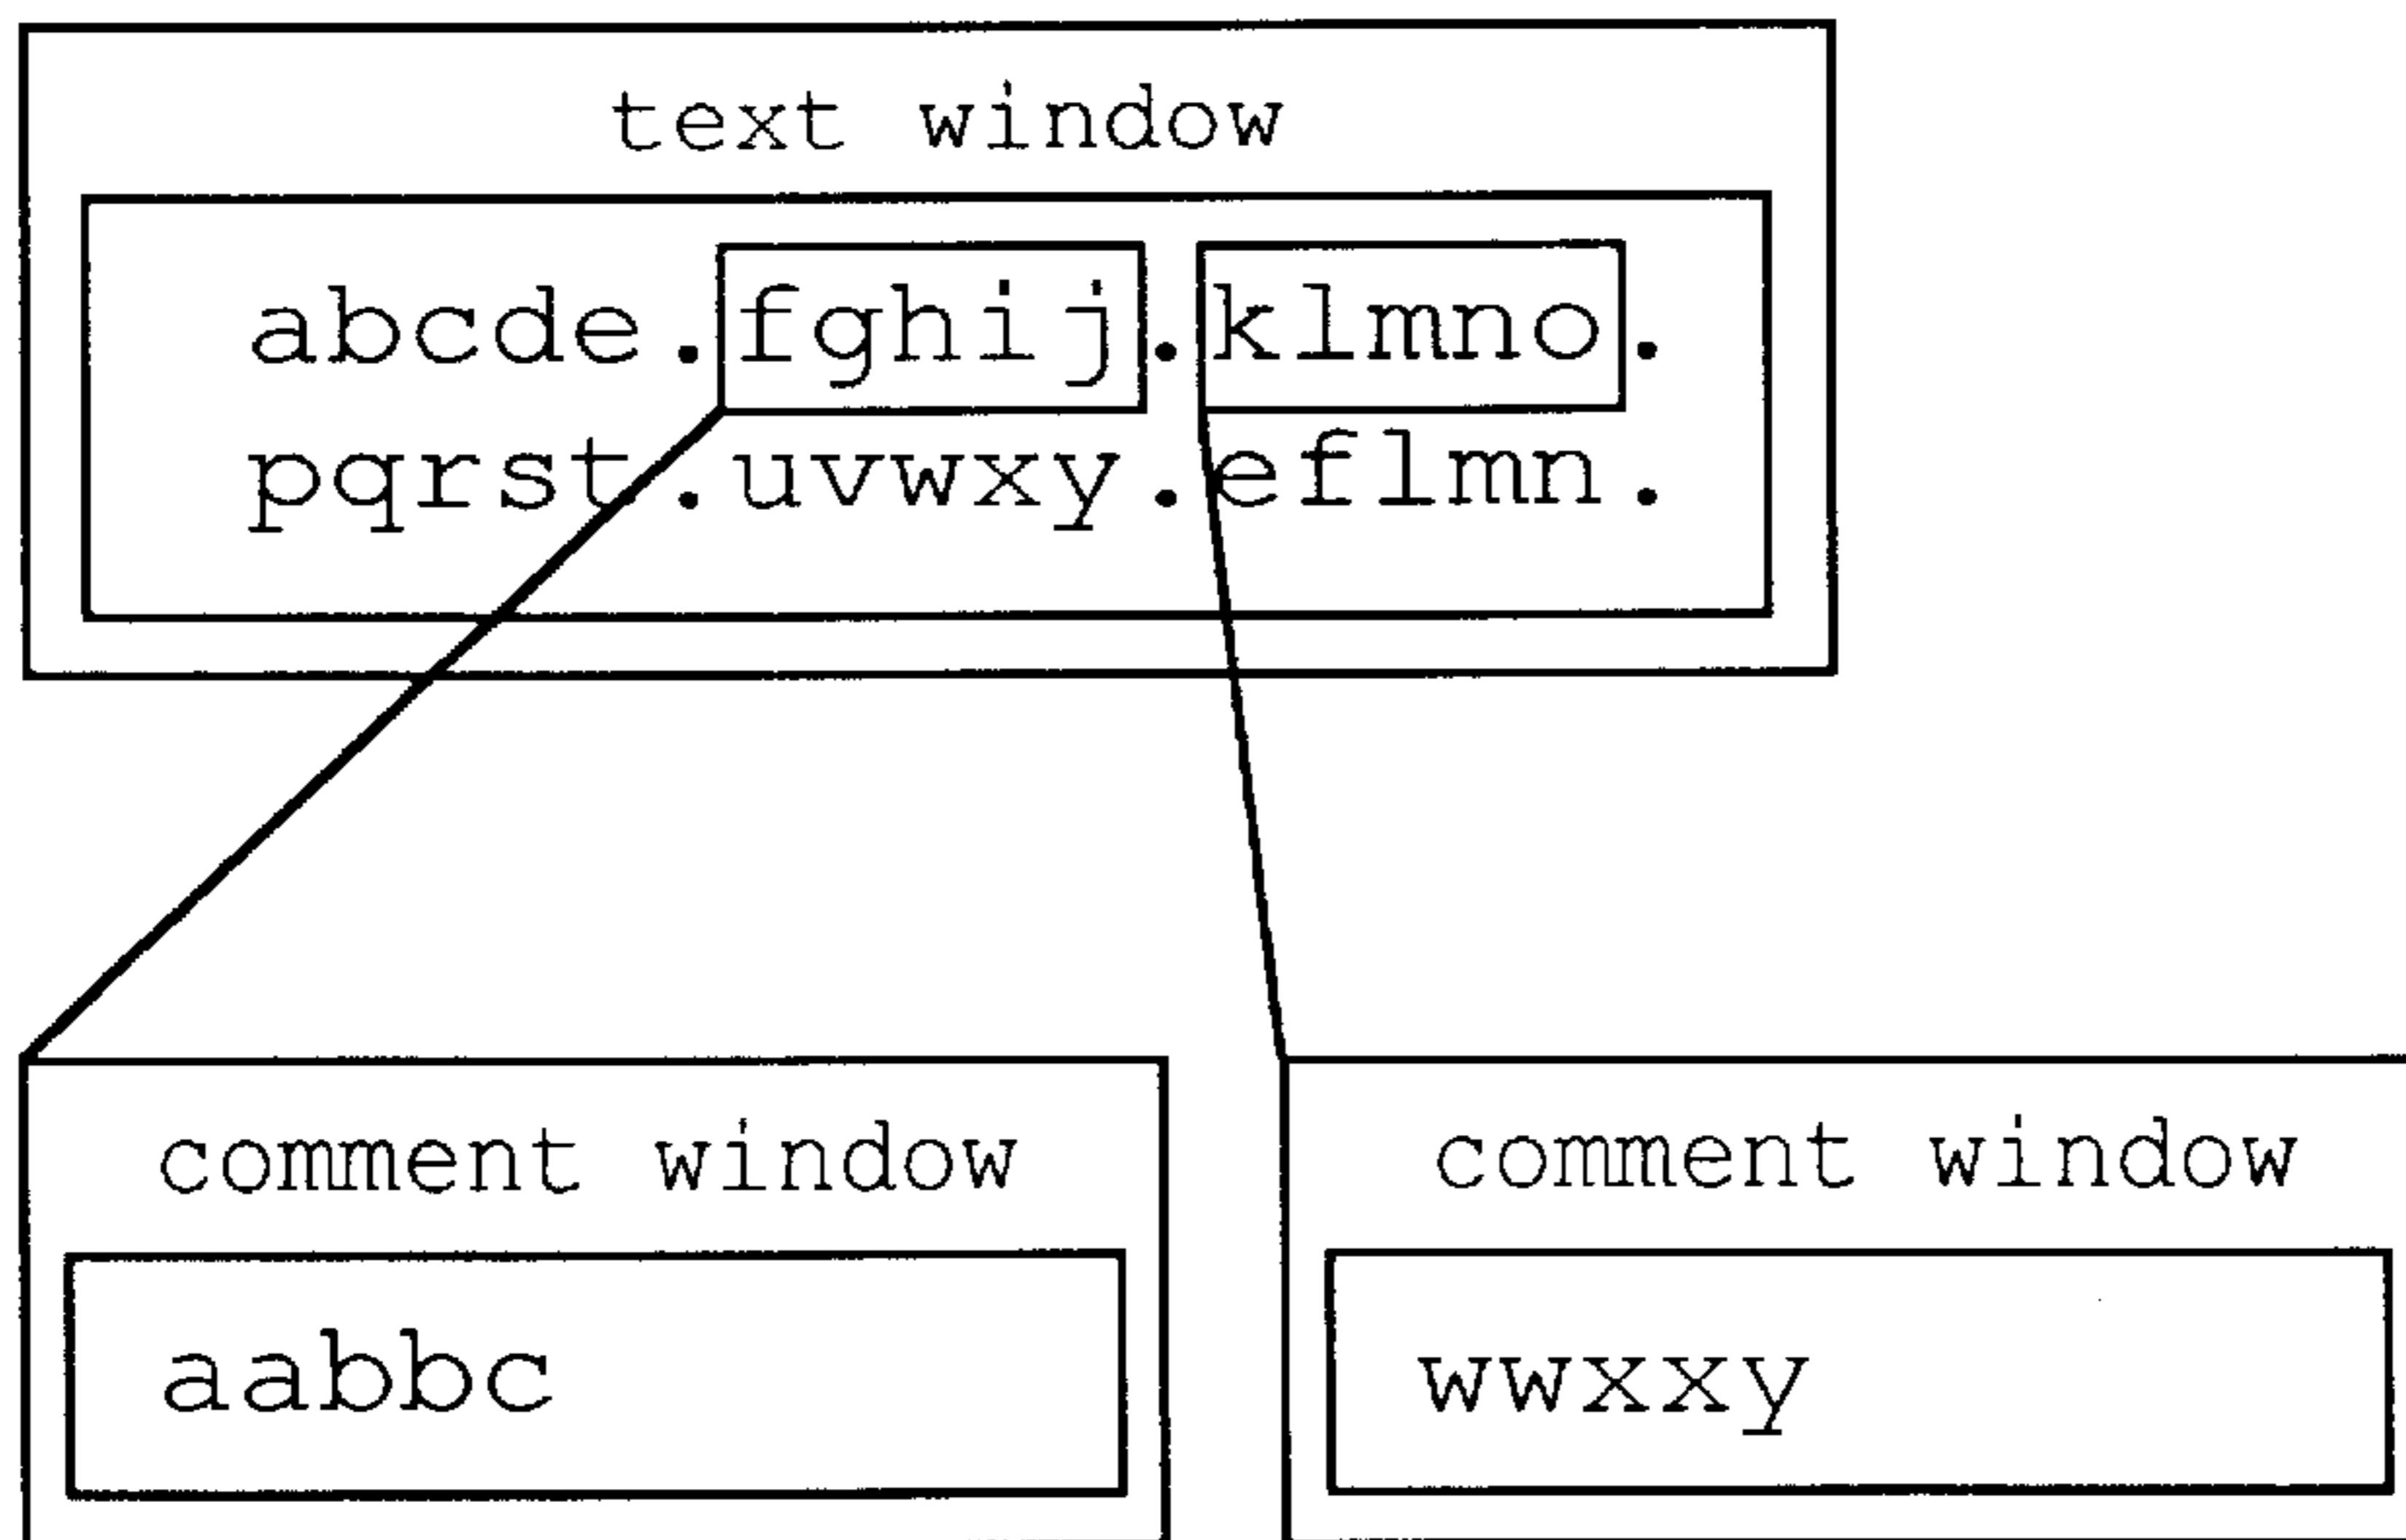 text window
abcde.fghij.klmno.
pqrst.uvwxy.eflmn.
comment window
aabbc
comment window
wwxxy